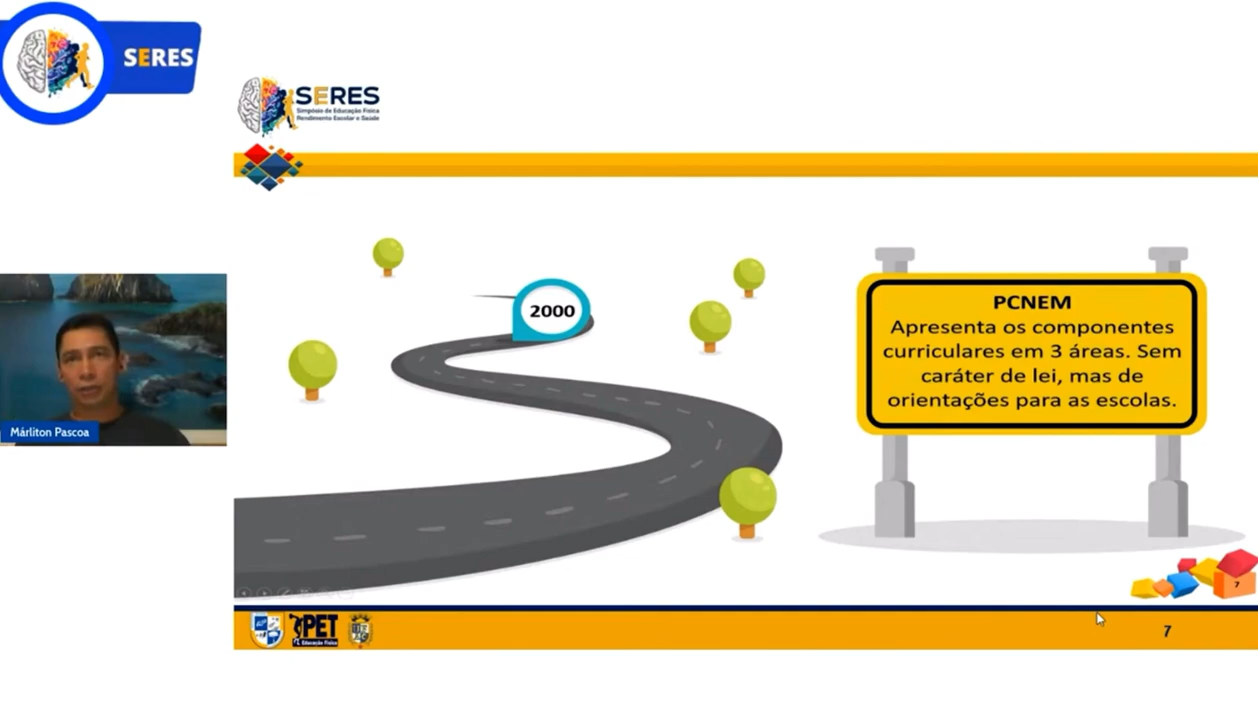 SERES
SERES
Simpósio de Educação Física
Rendimento Escolar e Saúde
2000
PCNEM
Apresenta os componentes
curriculares em 3 áreas. Sem
caráter de lei, mas de
orientações para as escolas.
Márliton Pascoa
7
PET
Educação Física
7